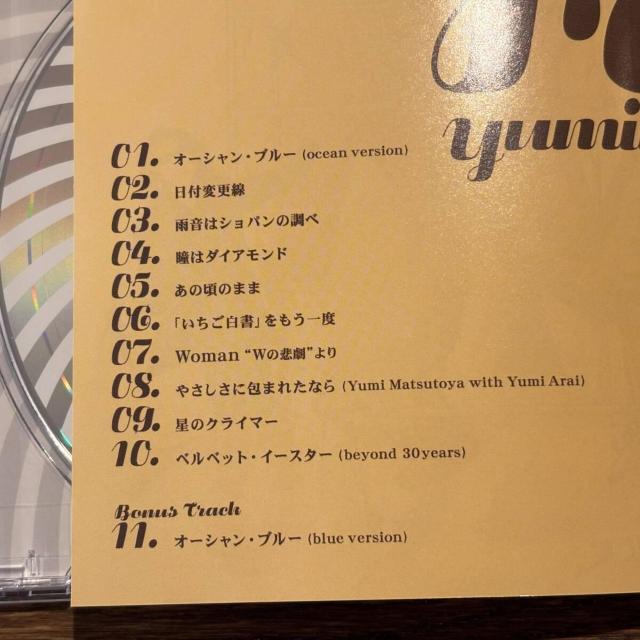 yumi
01. オーシャン・ブルー (ocean version)
02. 日付変更線
03. 雨音はショパンの調べ
04. 瞳はダイアモンド
05. あの頃のまま
06. 「いちご白書」をもう一度
07. Woman “Wの悲劇”より
08. やさしさに包まれたなら (Yumi Matsutoya with Yumi Arai)
09. 星のクライマー
10. ベルベット・イースター (beyond 30years)
Bonus Track
11. オーシャン・ブルー (blue version)